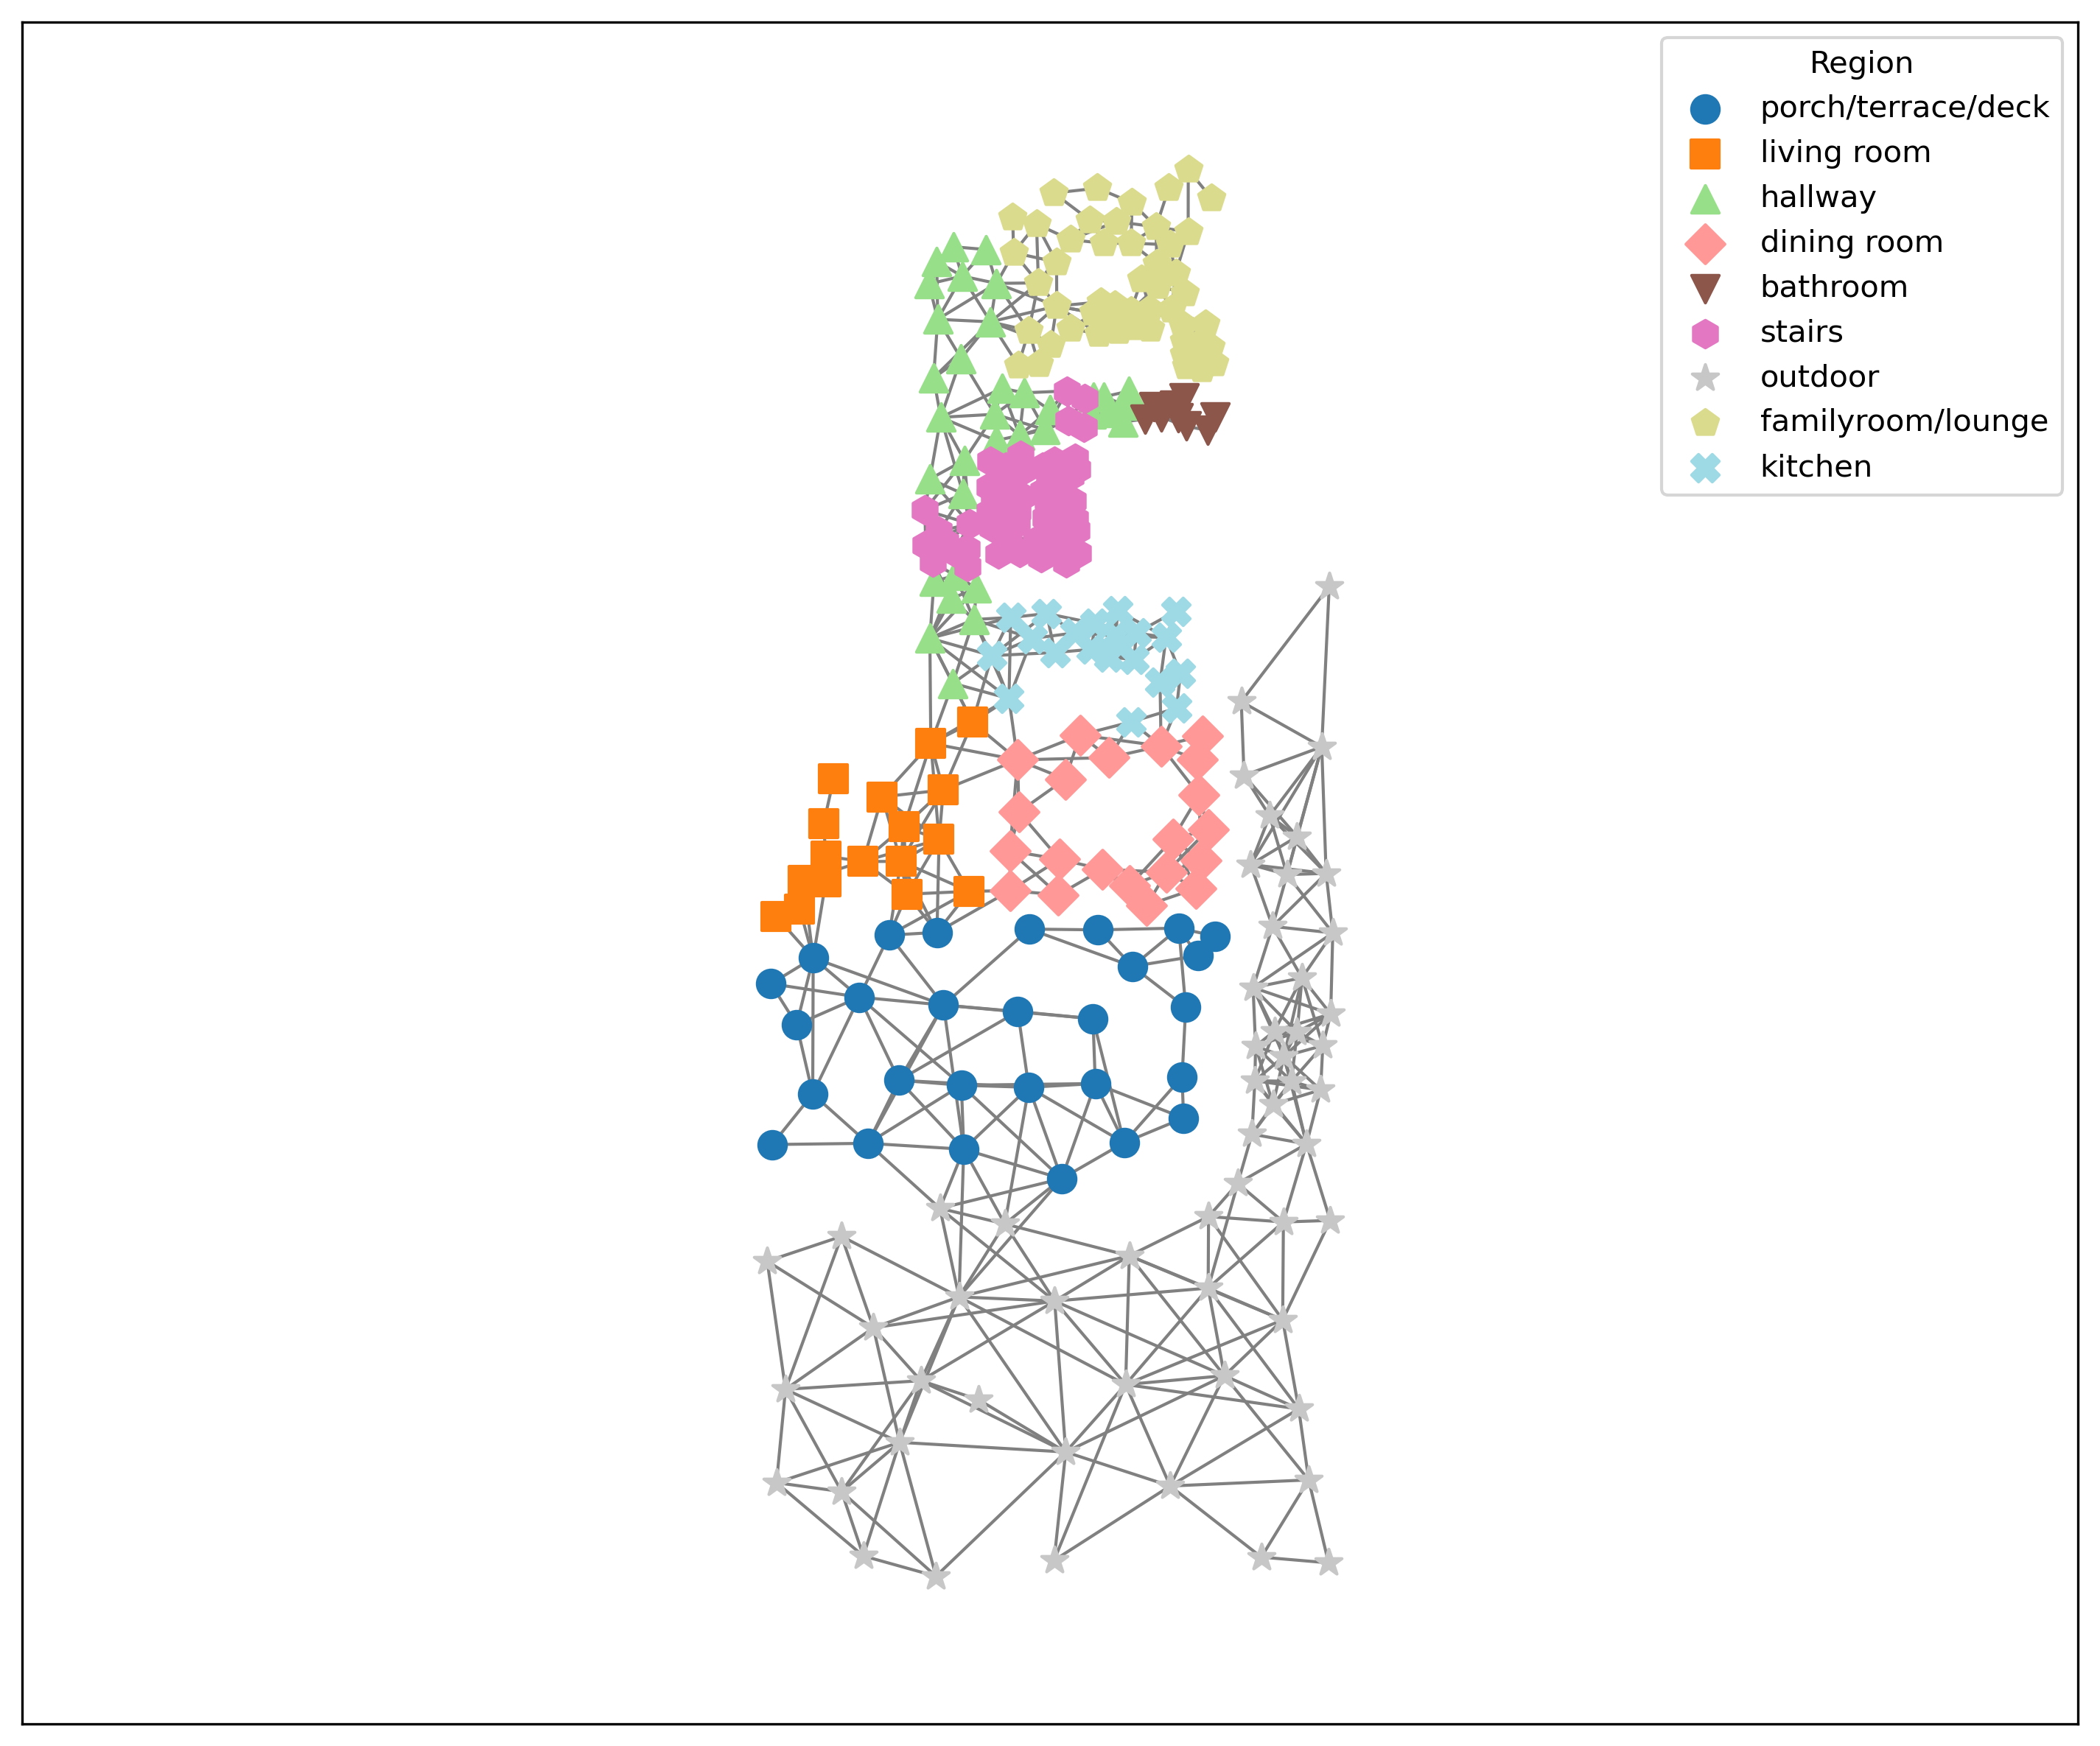 Region
porch/terrace/deck
living room
hallway
dining room
bathroom
stairs
outdoor
familyroom/lounge
kitchen